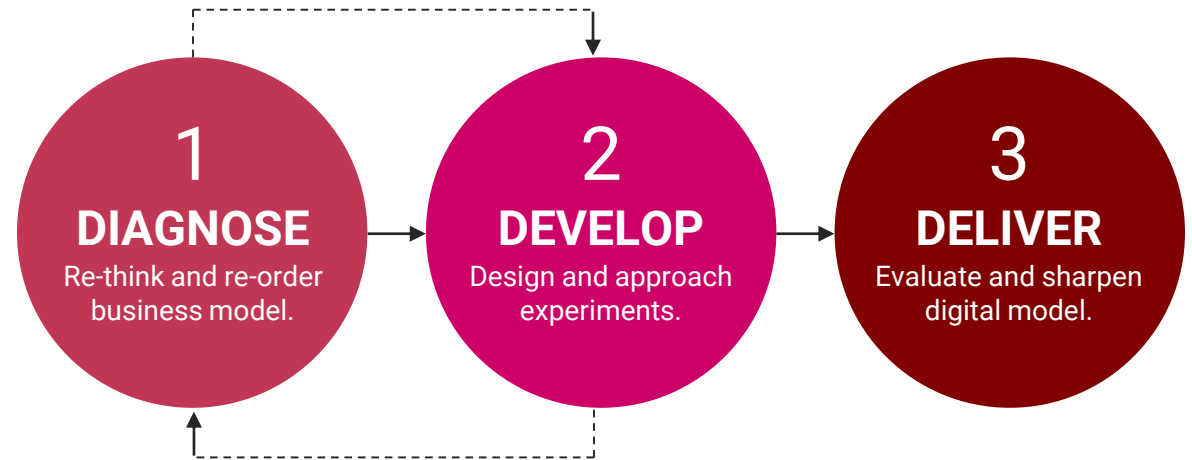 1
DIAGNOSE
Re-think and re-order
business model.
2
DEVELOP
Design and approach
experiments.
3
DELIVER
Evaluate and sharpen
digital model.